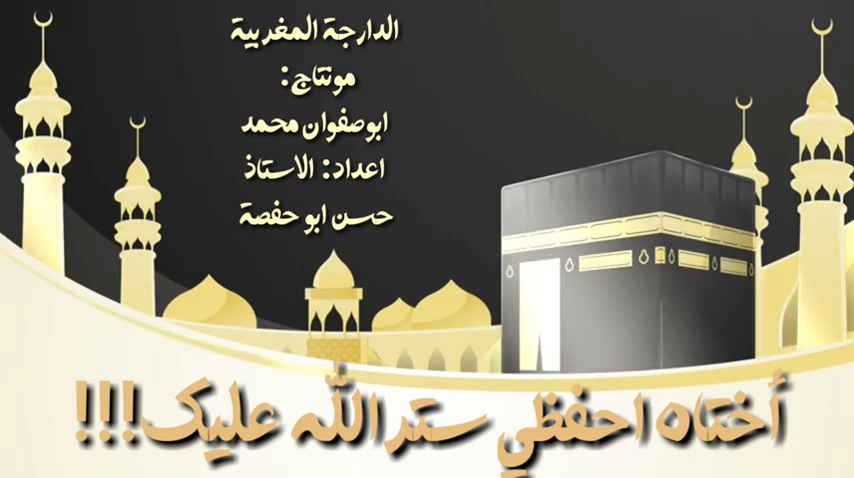 الدارجة المغربية
مونتاج:
ابوصفوان محمد
اعداد: الاستاذ
حسن ابو حفصة
أختاه احفظي ستر الله عليك!!!